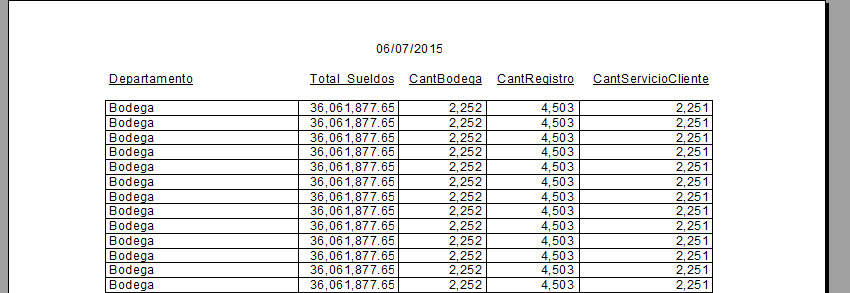 06/07/2015
Departamento Total Sueldos CantBodega CantRegistro CantServicioCliente
Bodega 36,061,877.65 2,252 4,503 2,251
Bodega 36,061,877.65 2,252 4,503 2,251
Bodega 36,061,877.65 2,252 4,503 2,251
Bodega 36,061,877.65 2,252 4,503 2,251
Bodega 36,061,877.65 2,252 4,503 2,251
Bodega 36,061,877.65 2,252 4,503 2,251
Bodega 36,061,877.65 2,252 4,503 2,251
Bodega 36,061,877.65 2,252 4,503 2,251
Bodega 36,061,877.65 2,252 4,503 2,251
Bodega 36,061,877.65 2,252 4,503 2,251
Bodega 36,061,877.65 2,252 4,503 2,251
Bodega 36,061,877.65 2,252 4,503 2,251
Bodega 36,061,877.65 2,252 4,503 2,251